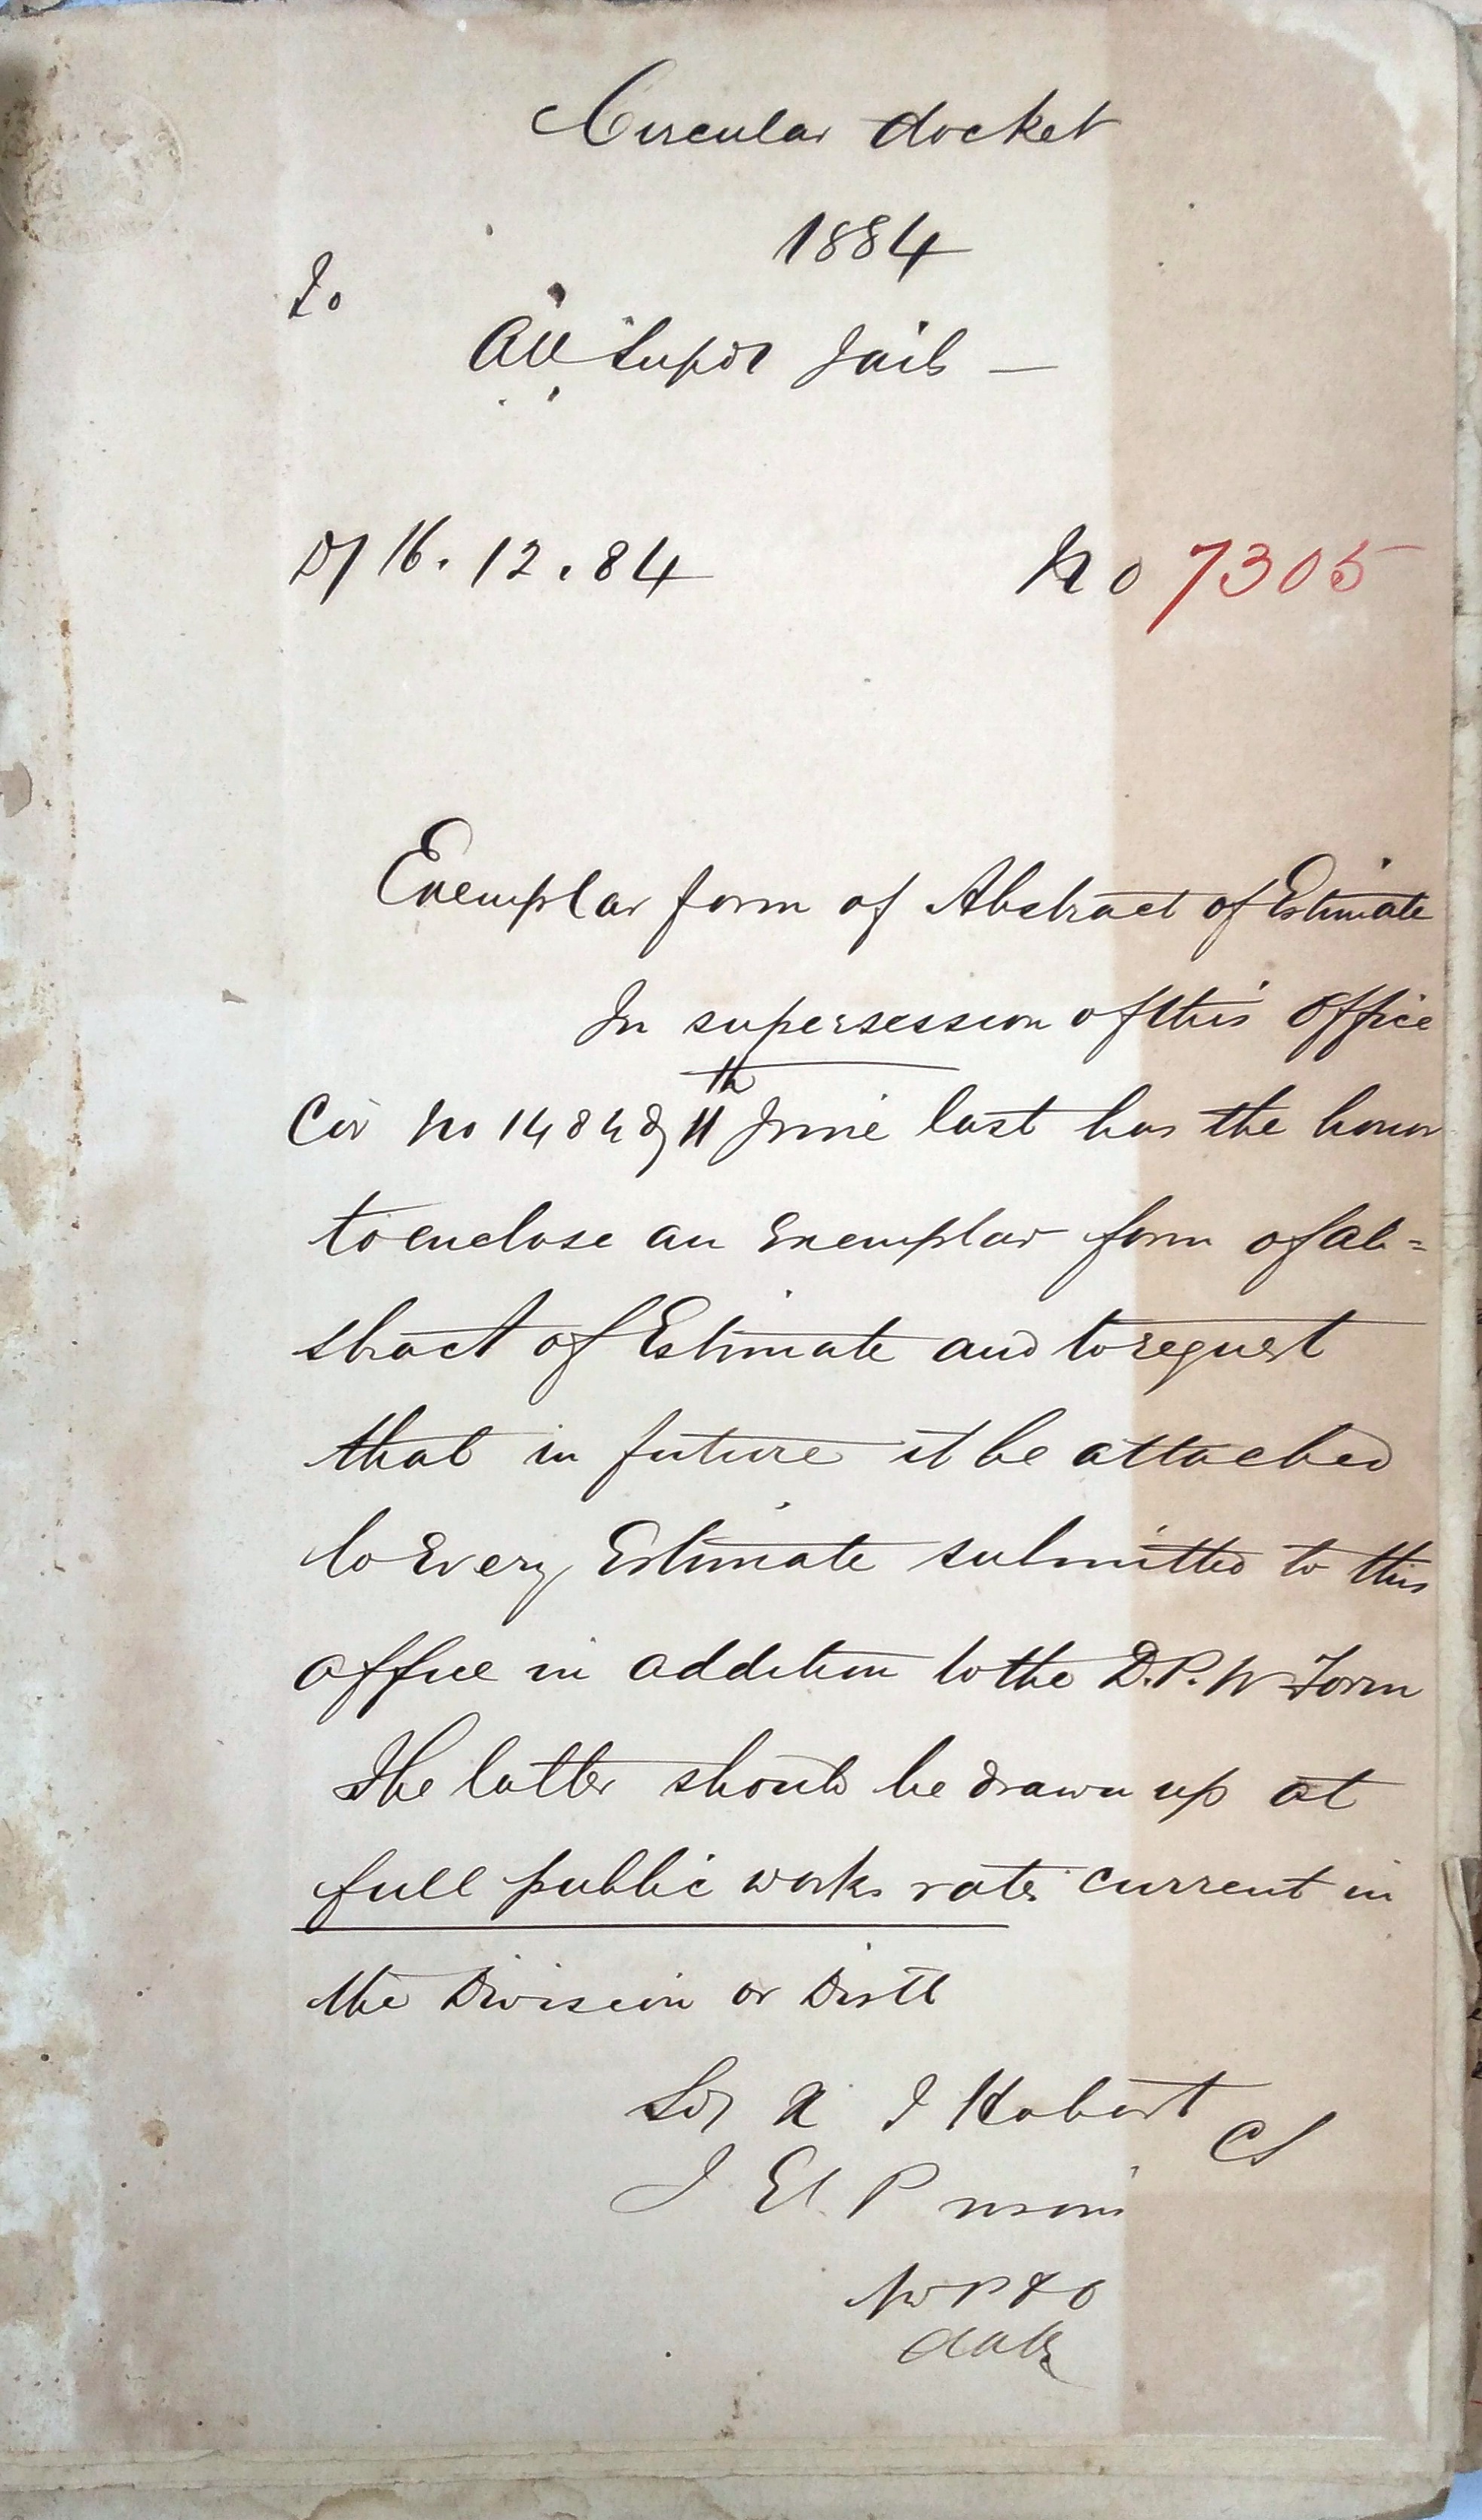 Circular docket
1884
To
All Supdt Jails —
D/ 16.12.84 No 7305
Exemplar form of Abstract of Estimate
In supersession of this Office
Cir No 1484 d/ 11th June last has the honor
to enclose an Exemplar form of ab=
stract of Estimate and to request
that in future it be attached
to Every Estimate submitted to this
office in addition to the D.P.W Form
The latter should be drawn up at
full public works rates current in
the Division or Distt
Hobart
NWP & O